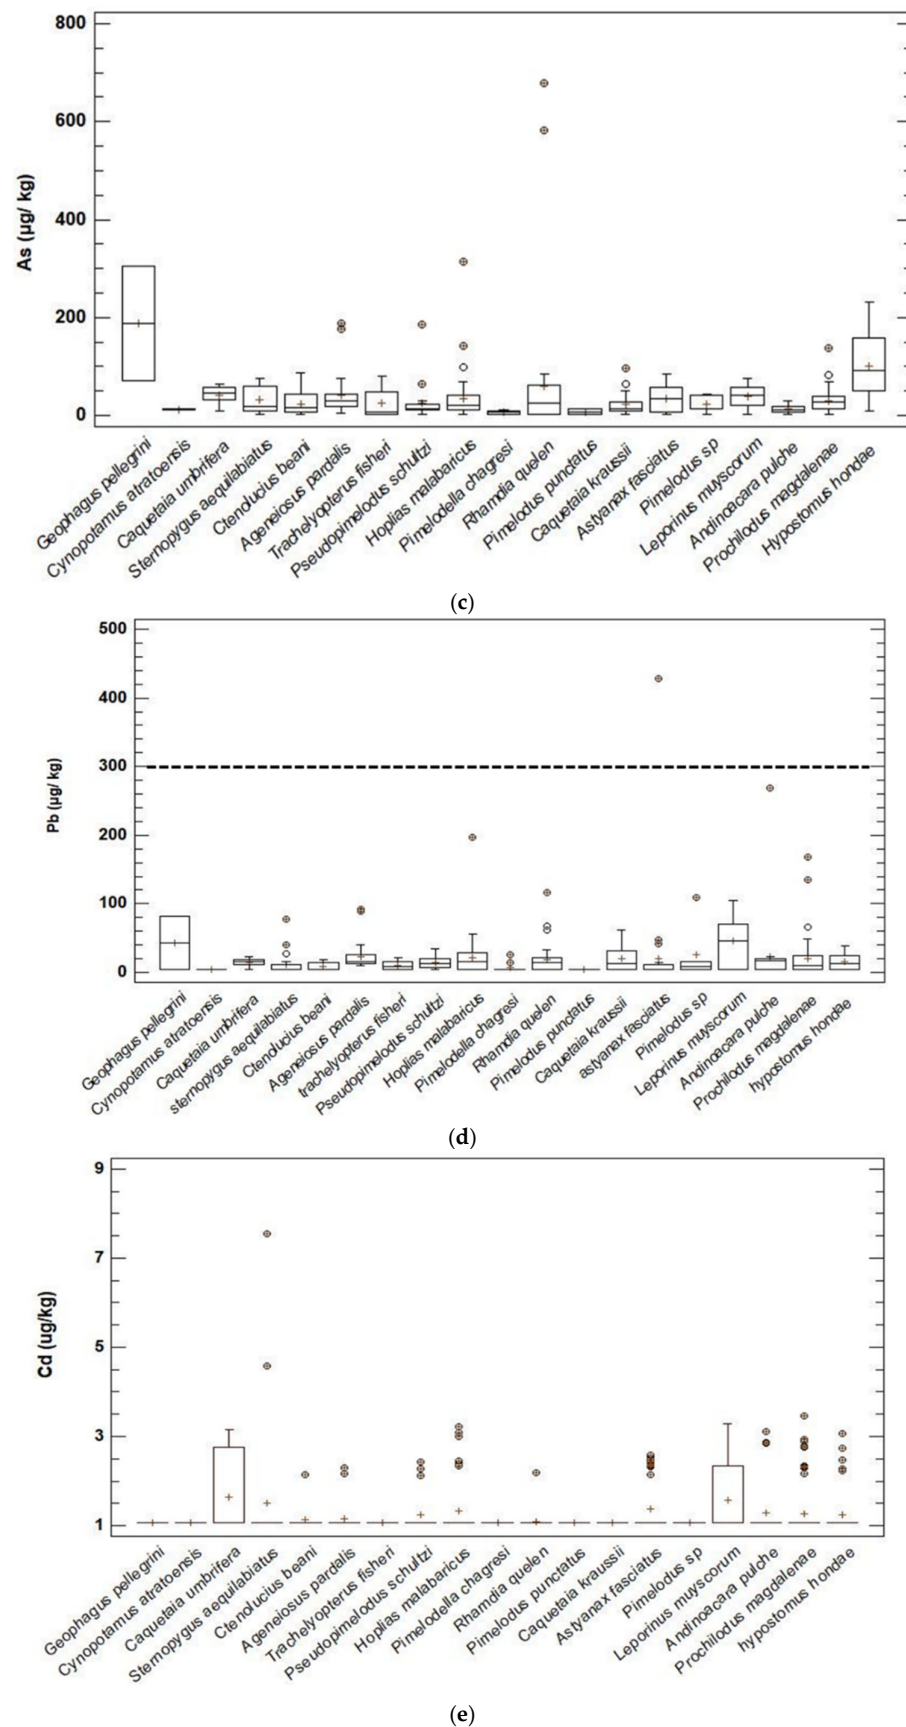 800
600
400
200
0
As (µg/ kg)
Geophagus pellegrini
Cynopotamus atratoensis
Caquetaia umbrifera
Sternopygus aequilabiatus
Ctenolucius beani
Ageneiosus pardalis
Trachelyopterus fisheri
Pseudopimelodus schultzi
Hoplias malabaricus
Pimelodella chagresi
Rhamdia quelen
Pimelodus punctatus
Caquetaia kraussii
Astyanax fasciatus
Pimelodus sp
Leporinus muyscorum
Andinoacara pulche
Prochilodus magdalenae
Hypostomus hondae
(c)
500
400
300
200
100
0
Pb (µg/ kg)
Geophagus pellegrini
Cynopotamus atratoensis
Caquetaia umbrifera
sternopygus aequilabiatus
Ctenolucius beani
Ageneiosus pardalis
trachelyopterus fisheri
Pseudopimelodus schultzi
Hoplias malabaricus
Pimelodella chagresi
Rhamdia quelen
Pimelodus punctatus
Caquetaia kraussii
astyanax fasciatus
Pimelodus sp
Leporinus muyscorum
Andinoacara pulche
Prochilodus magdalenae
hypostomus hondae
(d)
9
7
5
3
1
Cd (ug/kg)
Geophagus pellegrini
Cynopotamus atratoensis
Caquetaia umbrifera
Sternopygus aequilabiatus
Ctenolucius beani
Ageneiosus pardalis
Trachelyopterus fisheri
Pseudopimelodus schultzi
Hoplias malabaricus
Pimelodella chagresi
Rhamdia quelen
Pimelodus punctatus
Caquetaia kraussii
Astyanax fasciatus
Pimelodus sp
Leporinus muyscorum
Andinoacara pulche
Prochilodus magdalenae
hypostomus hondae
(e)